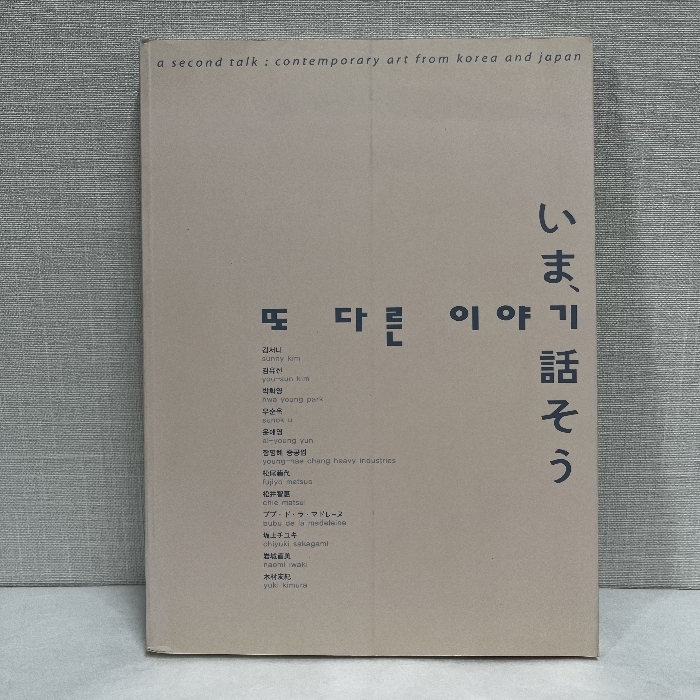 a second talk : contemporary art from korea and japan
いま、話そう
또 다른 이야기
김서니
sunny kim
김유선
you-sun kim
박화영
hwa young park
우순옥
sunok u
윤애영
ai-young yun
장영혜 중공업
young-hae chang heavy industries
松尾藤代
fujiyo matsuo
松井智惠
chie matsui
ブブ・ド・ラ・マドレーヌ
bubu de la madeleine
坂上チユキ
chiyuki sakagami
岩城直美
naomi iwaki
木村友紀
yuki kimura